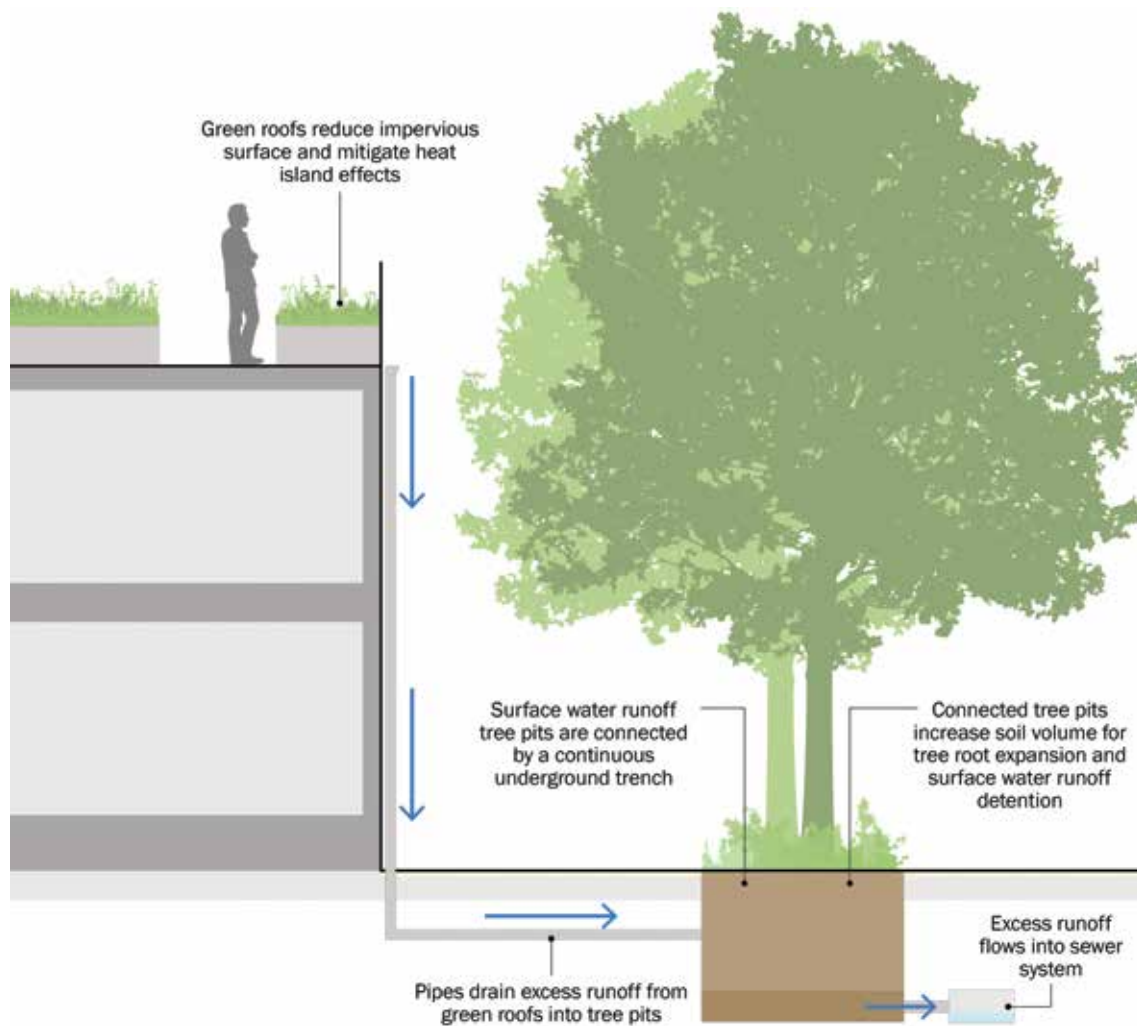 Green roofs reduce impervious
surface and mitigate heat
island effects
Surface water runoff
tree pits are connected
by a continuous
underground trench
Connected tree pits
increase soil volume for
tree root expansion and
surface water runoff
detention
Excess runoff
flows into sewer
system
Pipes drain excess runoff from
green roofs into tree pits